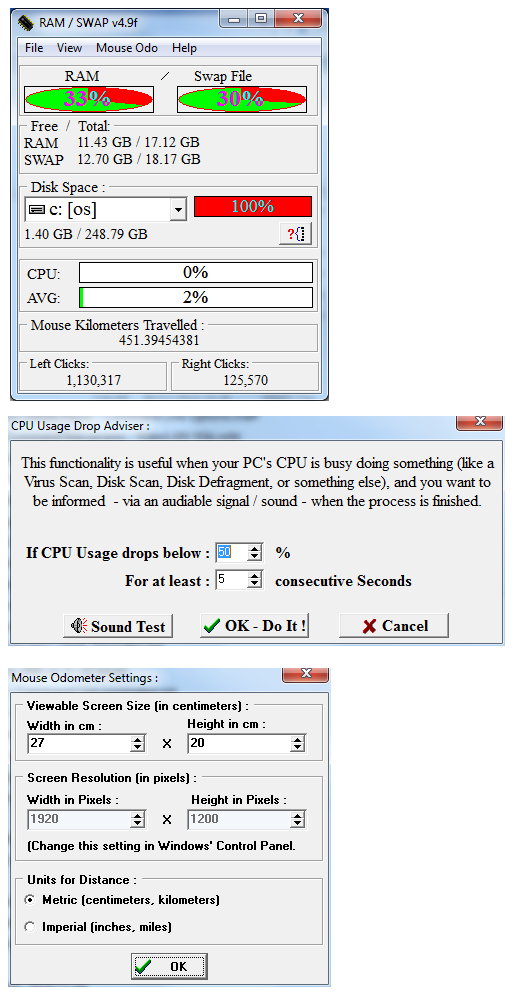 RAM / SWAP v4.9f
File View Mouse Odo Help
RAM / Swap File
33% 30%
Free / Total:
RAM 11.43 GB / 17.12 GB
SWAP 12.70 GB / 18.17 GB
Disk Space :
c: [os] 100%
1.40 GB / 248.79 GB ?{
CPU: 0%
AVG: 2%
Mouse Kilometers Travelled :
451.39454381
Left Clicks: Right Clicks:
1,130,317 125,570
CPU Usage Drop Adviser :
This functionality is useful when your PC's CPU is busy doing something (like a
Virus Scan, Disk Scan, Disk Defragment, or something else), and you want to
be informed - via an audiable signal / sound - when the process is finished.
If CPU Usage drops below : 50 %
For at least : 5 consecutive Seconds
Sound Test OK - Do It ! Cancel
Mouse Odometer Settings :
Viewable Screen Size (in centimeters) :
Width in cm : Height in cm :
27 X 20
Screen Resolution (in pixels) :
Width in Pixels : Height in Pixels :
1920 X 1200
(Change this setting in Windows' Control Panel.
Units for Distance :
Metric (centimeters, kilometers)
Imperial (inches, miles)
OK